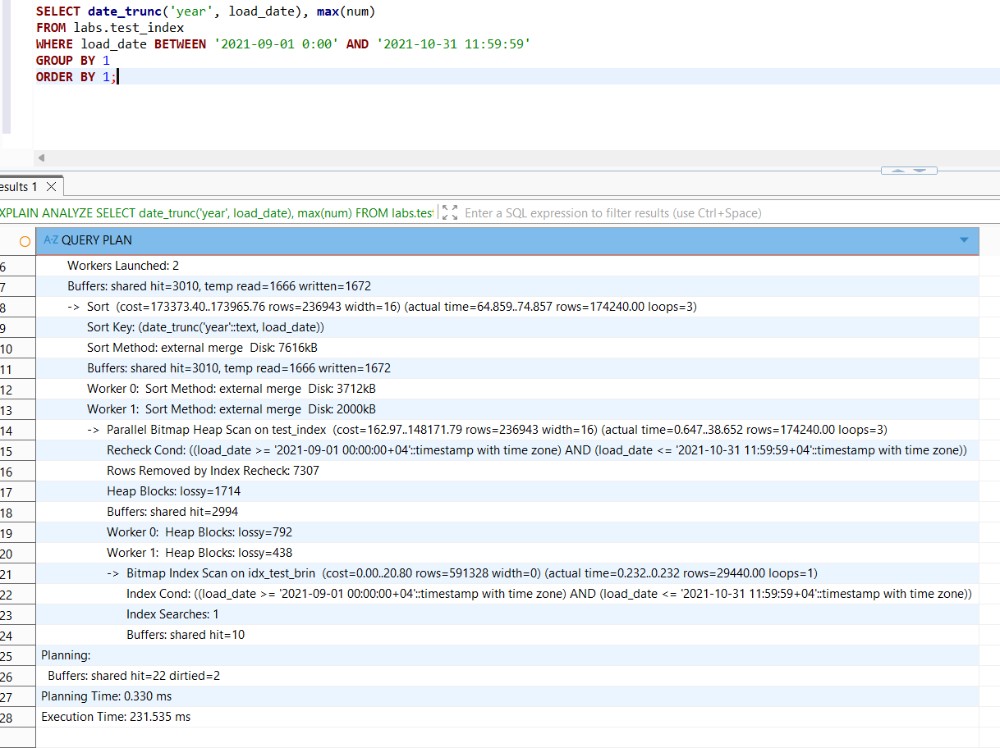 SELECT date_trunc('year', load_date), max(num)
FROM labs.test_index
WHERE load_date BETWEEN '2021-09-01 0:00' AND '2021-10-31 11:59:59'
GROUP BY 1
ORDER BY 1;
esults 1
XPLAIN ANALYZE SELECT date_trunc('year', load_date), max(num) FROM labs.test Enter a SQL expression to filter results (use Ctrl+Space)
A-Z QUERY PLAN
6 Workers Launched: 2
7 Buffers: shared hit=3010, temp read=1666 written=1672
8 -> Sort (cost=173373.40..173965.76 rows=236943 width=16) (actual time=64.859..74.857 rows=174240.00 loops=3)
9 Sort Key: (date_trunc('year'::text, load_date))
10 Sort Method: external merge Disk: 7616kB
11 Buffers: shared hit=3010, temp read=1666 written=1672
12 Worker 0: Sort Method: external merge Disk: 3712kB
13 Worker 1: Sort Method: external merge Disk: 2000kB
14 -> Parallel Bitmap Heap Scan on test_index (cost=162.97..148171.79 rows=236943 width=16) (actual time=0.647..38.652 rows=174240.00 loops=3)
15 Recheck Cond: ((load_date >= '2021-09-01 00:00:00+04'::timestamp with time zone) AND (load_date <= '2021-10-31 11:59:59+04'::timestamp with time zone))
16 Rows Removed by Index Recheck: 7307
17 Heap Blocks: lossy=1714
18 Buffers: shared hit=2994
19 Worker 0: Heap Blocks: lossy=792
20 Worker 1: Heap Blocks: lossy=438
21 -> Bitmap Index Scan on idx_test_brin (cost=0.00..20.80 rows=591328 width=0) (actual time=0.232..0.232 rows=29440.00 loops=1)
22 Index Cond: ((load_date >= '2021-09-01 00:00:00+04'::timestamp with time zone) AND (load_date <= '2021-10-31 11:59:59+04'::timestamp with time zone))
23 Index Searches: 1
24 Buffers: shared hit=10
25 Planning:
26 Buffers: shared hit=22 dirtied=2
27 Planning Time: 0.330 ms
28 Execution Time: 231.535 ms